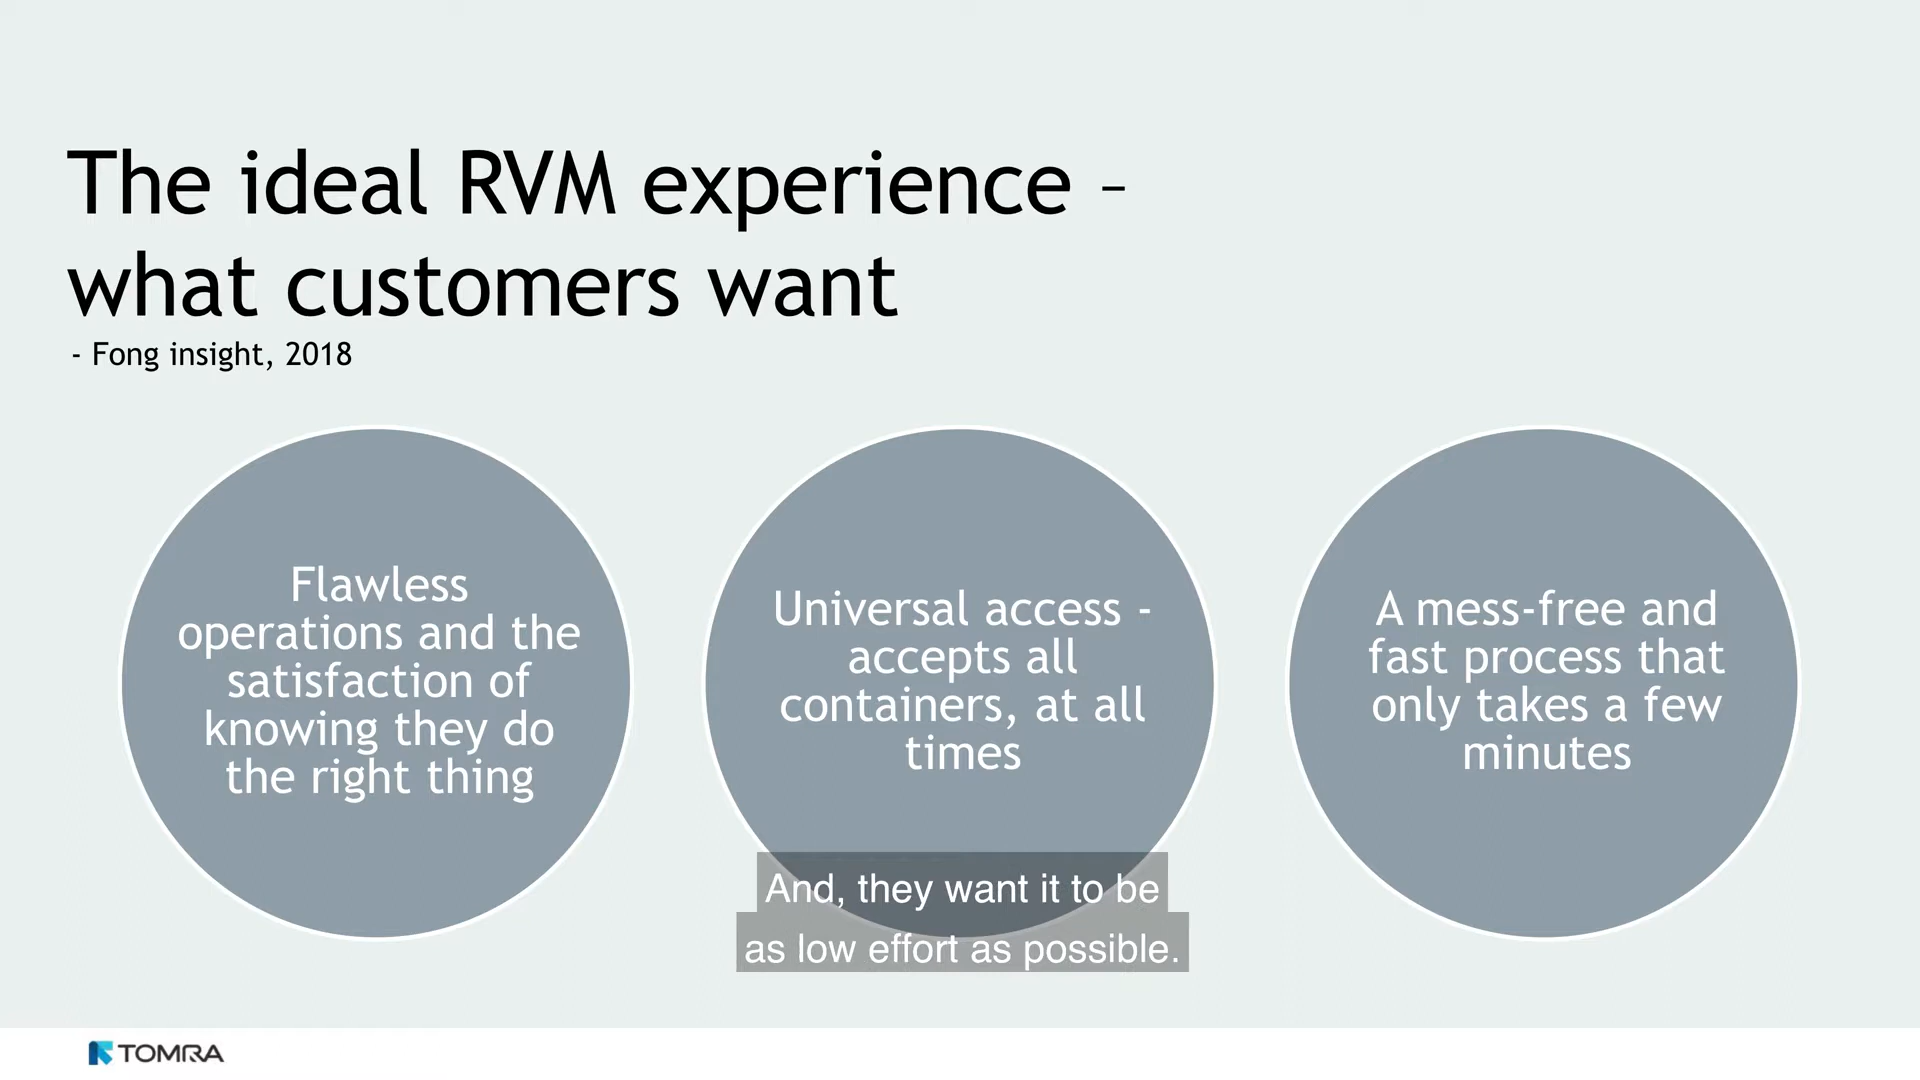 The ideal RVM experience –
what customers want
- Fong insight, 2018
Flawless
operations and the
satisfaction of
knowing they do
the right thing
Universal access -
accepts all
containers, at all
times
A mess-free and
fast process that
only takes a few
minutes
And, they want it to be
as low effort as possible.
TOMRA